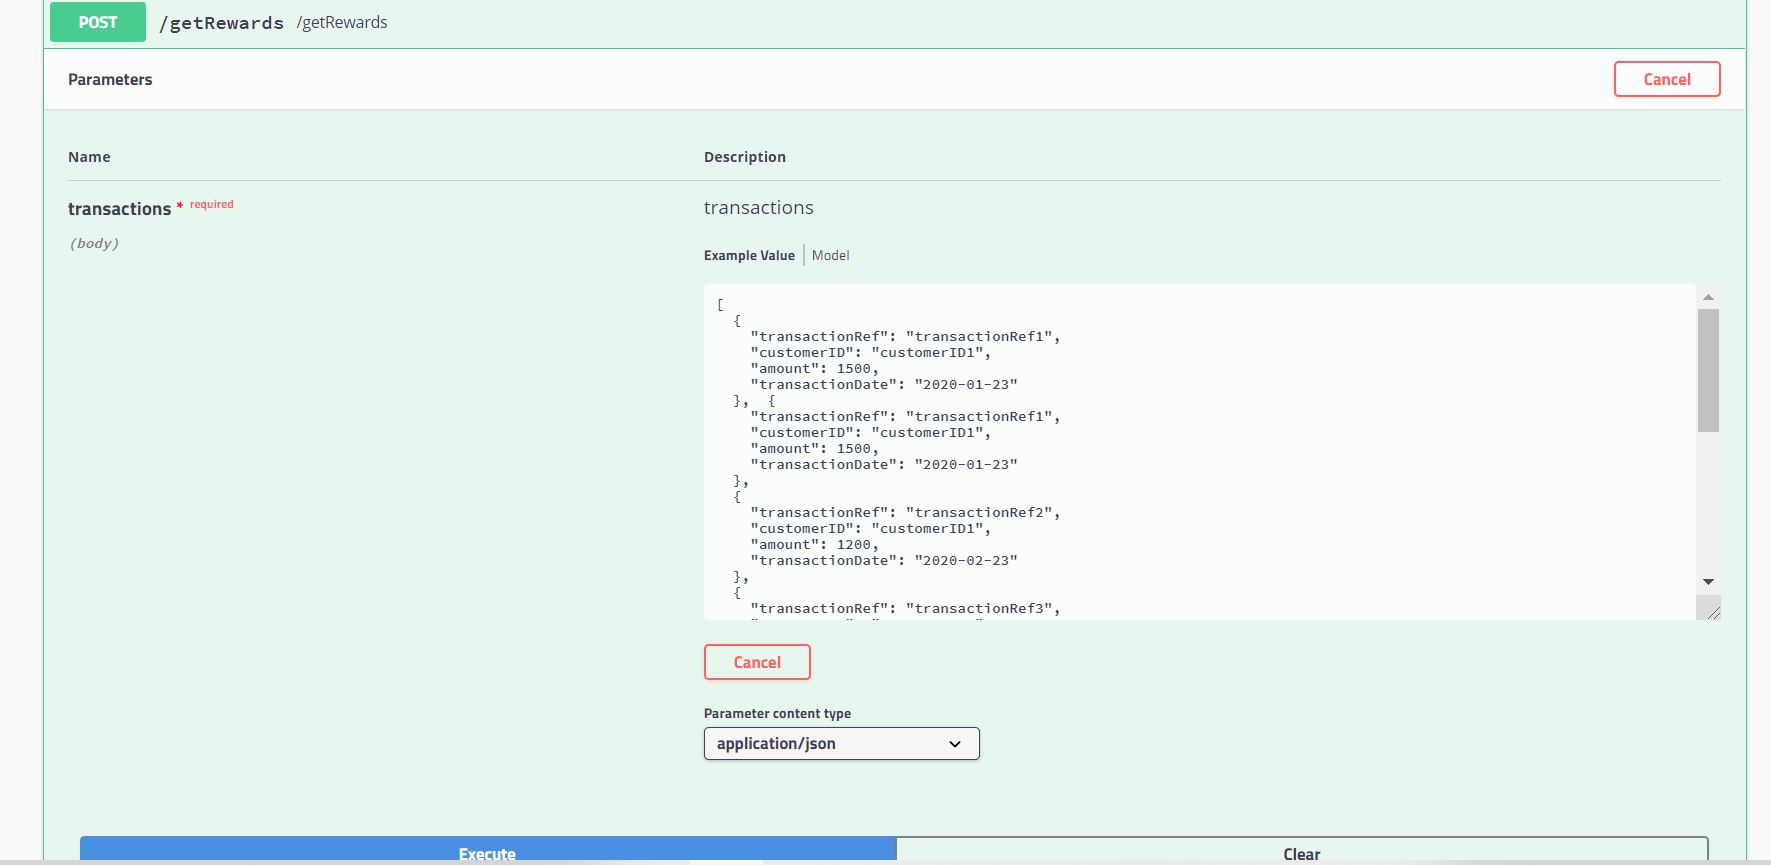 POST /getRewards /getRewards
Parameters
Cancel
Name
Description
transactions * required
(body)
transactions
Example Value Model
[
{
"transactionRef": "transactionRef1",
"customerID": "customerID1",
"amount": 1500,
"transactionDate": "2020-01-23"
}, {
"transactionRef": "transactionRef1",
"customerID": "customerID1",
"amount": 1500,
"transactionDate": "2020-01-23"
},
{
"transactionRef": "transactionRef2",
"customerID": "customerID1",
"amount": 1200,
"transactionDate": "2020-02-23"
},
{
"transactionRef": "transactionRef3",
Cancel
Parameter content type
application/json
Execute
Clear